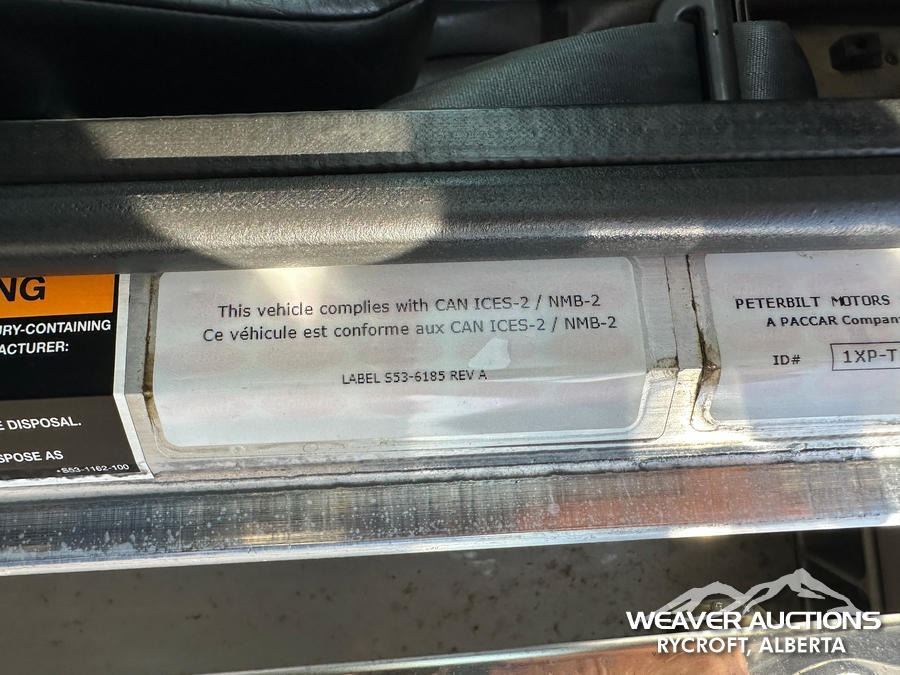 NG
URY-CONTAINING
ACTURER:
E DISPOSAL.
SPOSE AS
S53-1162-100
This vehicle complies with CAN ICES-2 / NMB-2
Ce véhicule est conforme aux CAN ICES-2 / NMB-2
LABEL S53-6185 REV A
PETERBILT MOTORS
A PACCAR Compan
ID# 1XP-T
WEAVER AUCTIONS
RYCROFT, ALBERTA